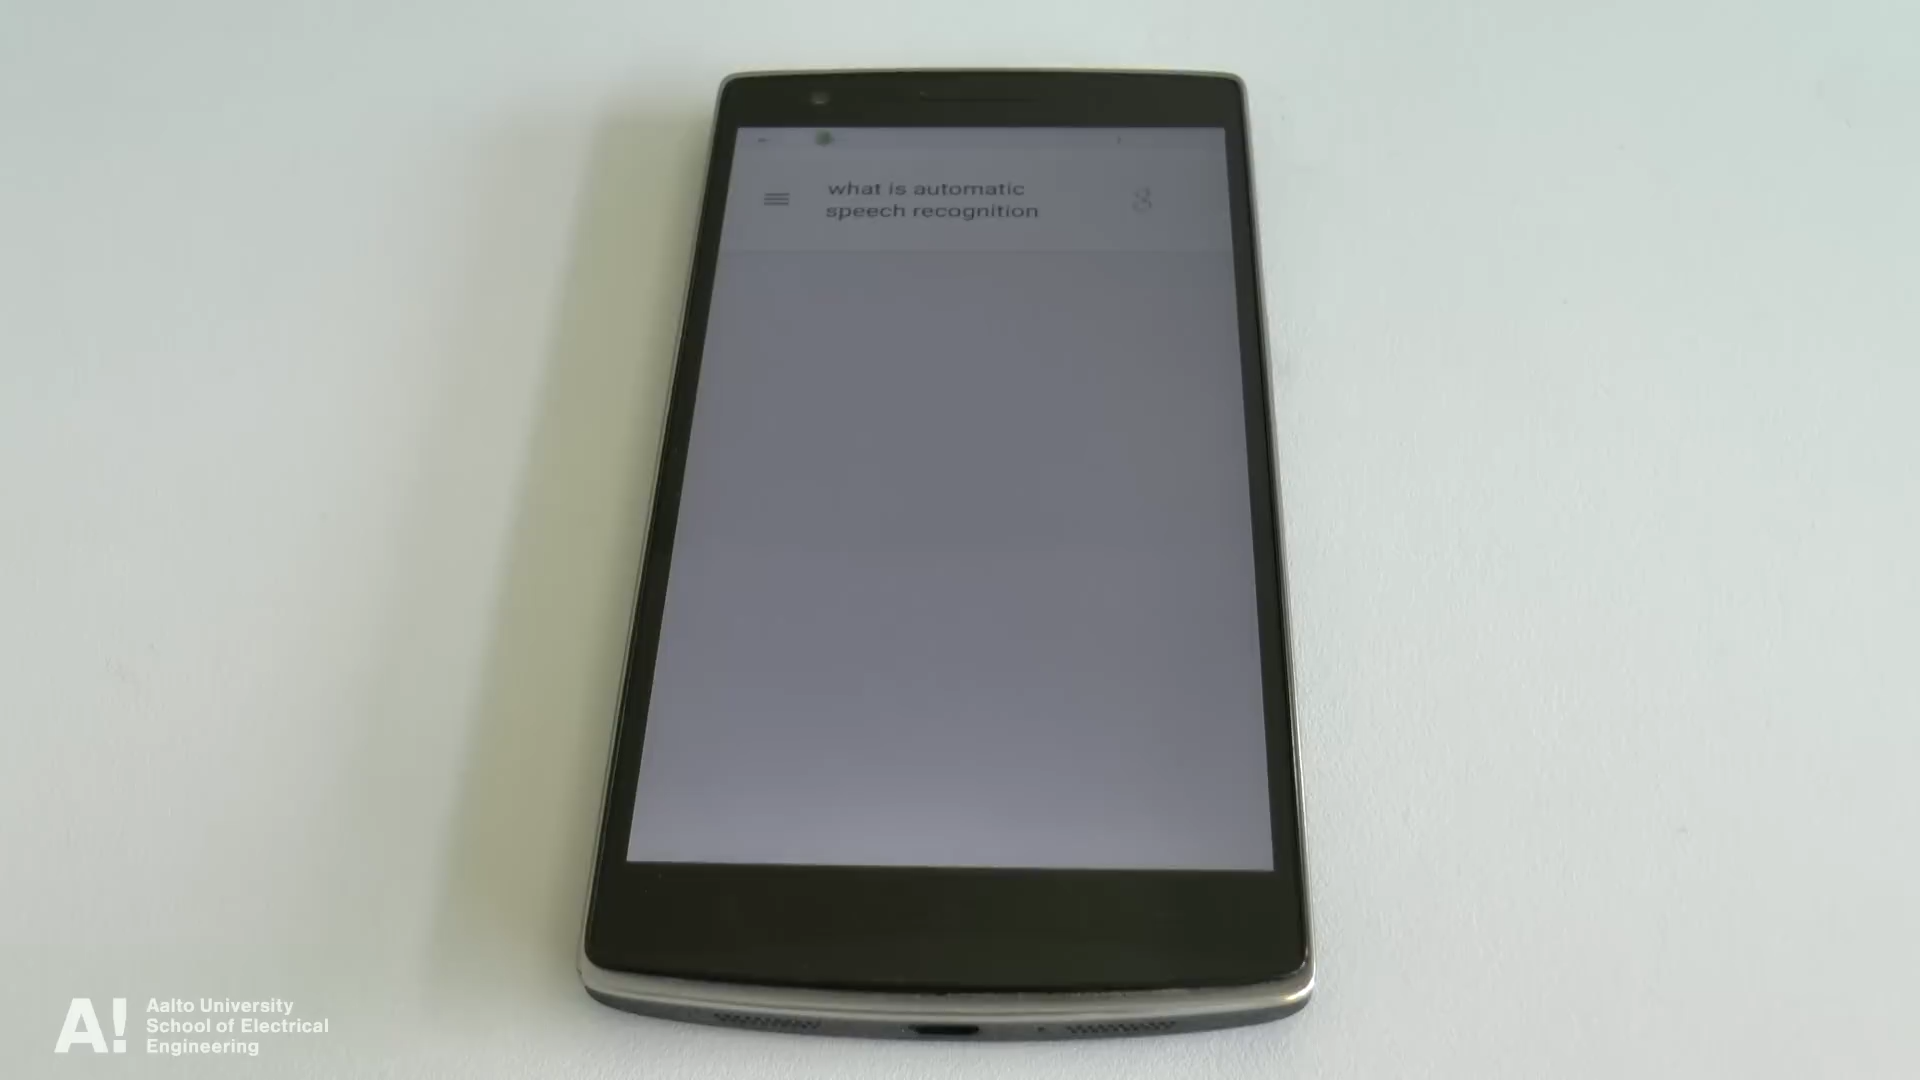 what is automatic
speech recognition
A!
Aalto University
School of Electrical
Engineering